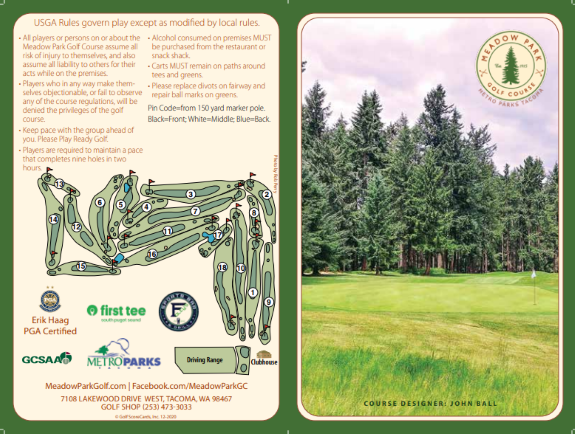 USGA Rules govern play except as modified by local rules.
• All players or persons on or about the
Meadow Park Golf Course assume all
risk of injury to themselves, and also
assume all liability to others for their
acts while on the premises.
• Players who in any way make them-
selves objectionable, or fail to observe
any of the course regulations, will be
denied the privileges of the golf
course.
• Keep pace with the group ahead of
you. Please Play Ready Golf.
• Players are required to maintain a pace
that completes nine holes in two
hours.
• Alcohol consumed on premises MUST
be purchased from the restaurant or
snack shack.
• Carts MUST remain on paths around
tees and greens.
• Please replace divots on fairway and
repair ball marks on greens.
Pin Code=from 150 yard marker pole.
Black=Front; White=Middle; Blue=Back.
13
14
12
6
5
4
3
7
11
16
15
2
8
17
18
10
1
9
PGA
Erik Haag
PGA Certified
first tee
south puget sound
F
GCSAA
METROPARKS
TACOMA
Driving Range
Clubhouse
MeadowParkGolf.com | Facebook.com/MeadowParkGC
7108 LAKEWOOD DRIVE WEST, TACOMA, WA 98467
GOLF SHOP (253) 473-3033
© GolfScoreCards, Inc. 12-2020
MEADOW PARK
GOLF COURSE
METRO PARKS TACOMA
COURSE DESIGNER: JOHN BALL